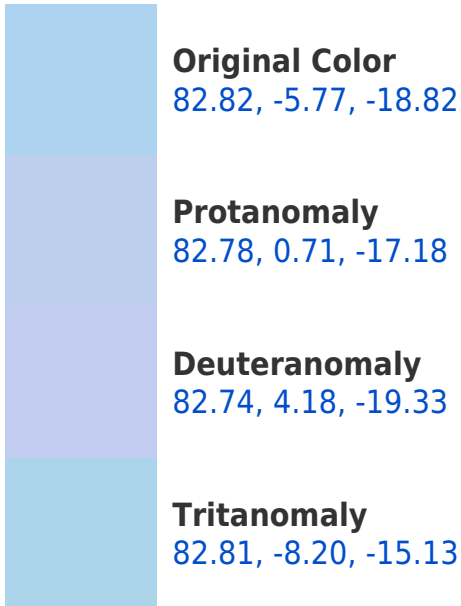 Original Color
82.82, -5.77, -18.82
Protanomaly
82.78, 0.71, -17.18
Deuteranomaly
82.74, 4.18, -19.33
Tritanomaly
82.81, -8.20, -15.13